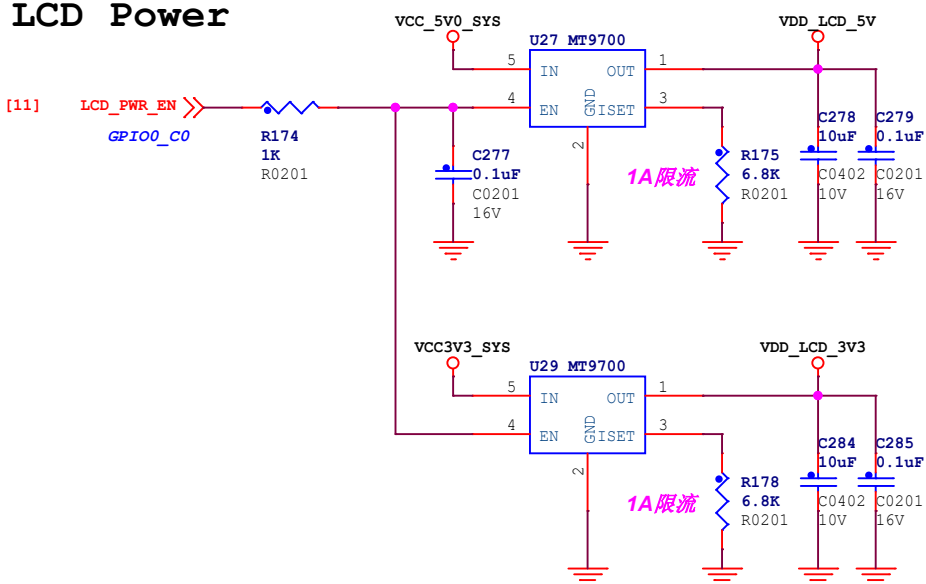 LCD Power
VCC_5V0_SYS
VDD_LCD_5V
U27 MT9700
5
IN
OUT
1
[11]
LCD_PWR_EN
4
EN
GND
ISET
3
GPIO0_C0
R174
1K
R0201
2
C277
0.1uF
C0201
16V
1A限流
R175
6.8K
R0201
C278
10uF
C0402
10V
C279
0.1uF
C0201
16V
VCC3V3_SYS
VDD_LCD_3V3
U29 MT9700
5
IN
OUT
1
4
EN
GND
ISET
3
2
1A限流
R178
6.8K
R0201
C284
10uF
C0402
10V
C285
0.1uF
C0201
16V